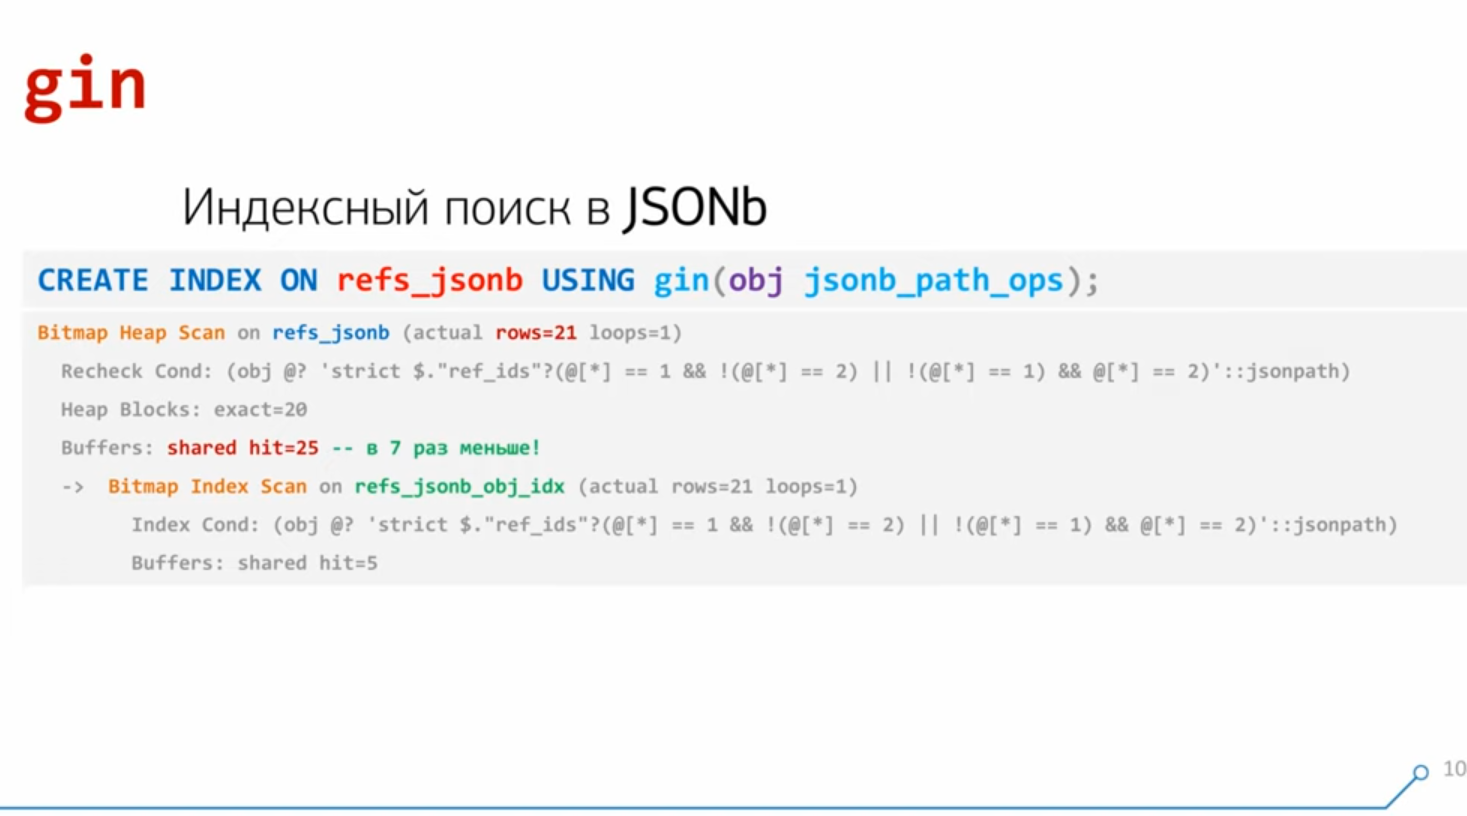 gin
Индексный поиск в JSONb
CREATE INDEX ON refs_jsonb USING gin(obj jsonb_path_ops);
Bitmap Heap Scan on refs_jsonb (actual rows=21 loops=1)
Recheck Cond: (obj @? 'strict $."ref_ids"?(@[*] == 1 && !(@[*] == 2) || !(@[*] == 1) && @[*] == 2)'::jsonpath)
Heap Blocks: exact=20
Buffers: shared hit=25 -- в 7 раз меньше!
-> Bitmap Index Scan on refs_jsonb_obj_idx (actual rows=21 loops=1)
Index Cond: (obj @? 'strict $."ref_ids"?(@[*] == 1 && !(@[*] == 2) || !(@[*] == 1) && @[*] == 2)'::jsonpath)
Buffers: shared hit=5
10